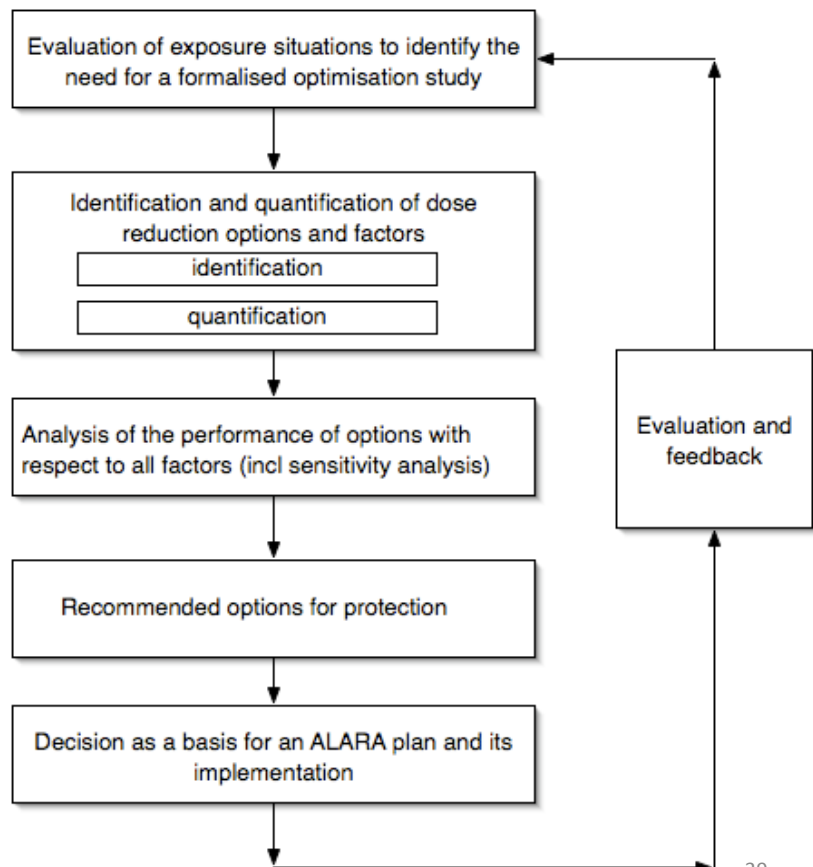 Evaluation of exposure situations to identify the
need for a formalised optimisation study
Identification and quantification of dose
reduction options and factors
identification
quantification
Analysis of the performance of options with
respect to all factors (incl sensitivity analysis)
Recommended options for protection
Decision as a basis for an ALARA plan and its
implementation
Evaluation and
feedback